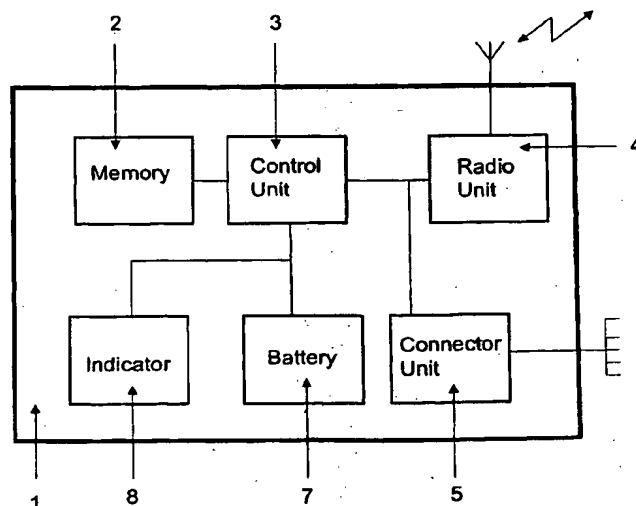 2
3
4
Memory
Control
Unit
Radio
Unit
Indicator
Battery
Connector
Unit
1
8
7
5